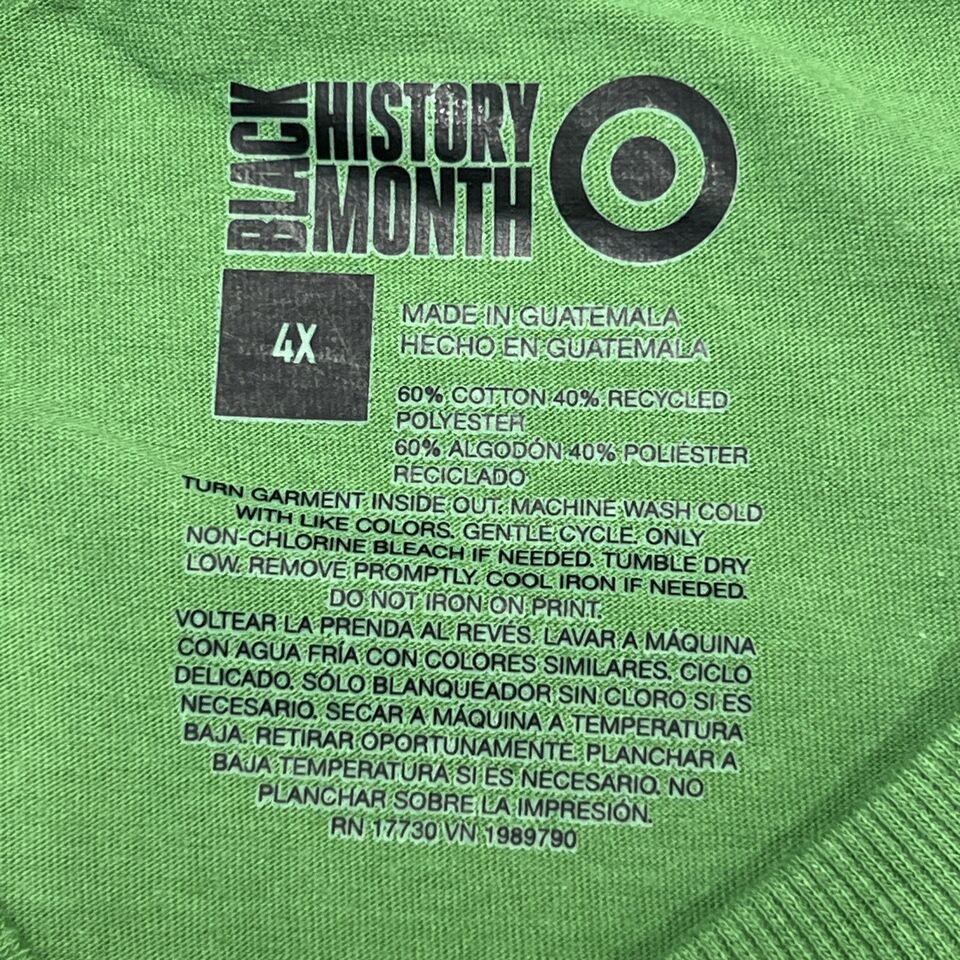 BLACK
HISTORY
MONTH
4X
MADE IN GUATEMALA
HECHO EN GUATEMALA
60% COTTON 40% RECYCLED
POLYESTER
60% ALGODÓN 40% POLIÉSTER
RECICLADO
TURN GARMENT INSIDE OUT. MACHINE WASH COLD
WITH LIKE COLORS. GENTLE CYCLE. ONLY
NON-CHLORINE BLEACH IF NEEDED. TUMBLE DRY
LOW. REMOVE PROMPTLY. COOL IRON IF NEEDED.
DO NOT IRON ON PRINT.
VOLTEAR LA PRENDA AL REVÉS. LAVAR A MÁQUINA
CON AGUA FRÍA CON COLORES SIMILARES. CICLO
DELICADO. SÓLO BLANQUEADOR SIN CLORO SI ES
NECESARIO. SECAR A MÁQUINA A TEMPERATURA
BAJA. RETIRAR OPORTUNAMENTE. PLANCHAR A
BAJA TEMPERATURA SI ES NECESARIO. NO
PLANCHAR SOBRE LA IMPRESIÓN.
RN 17730 VN 1989790